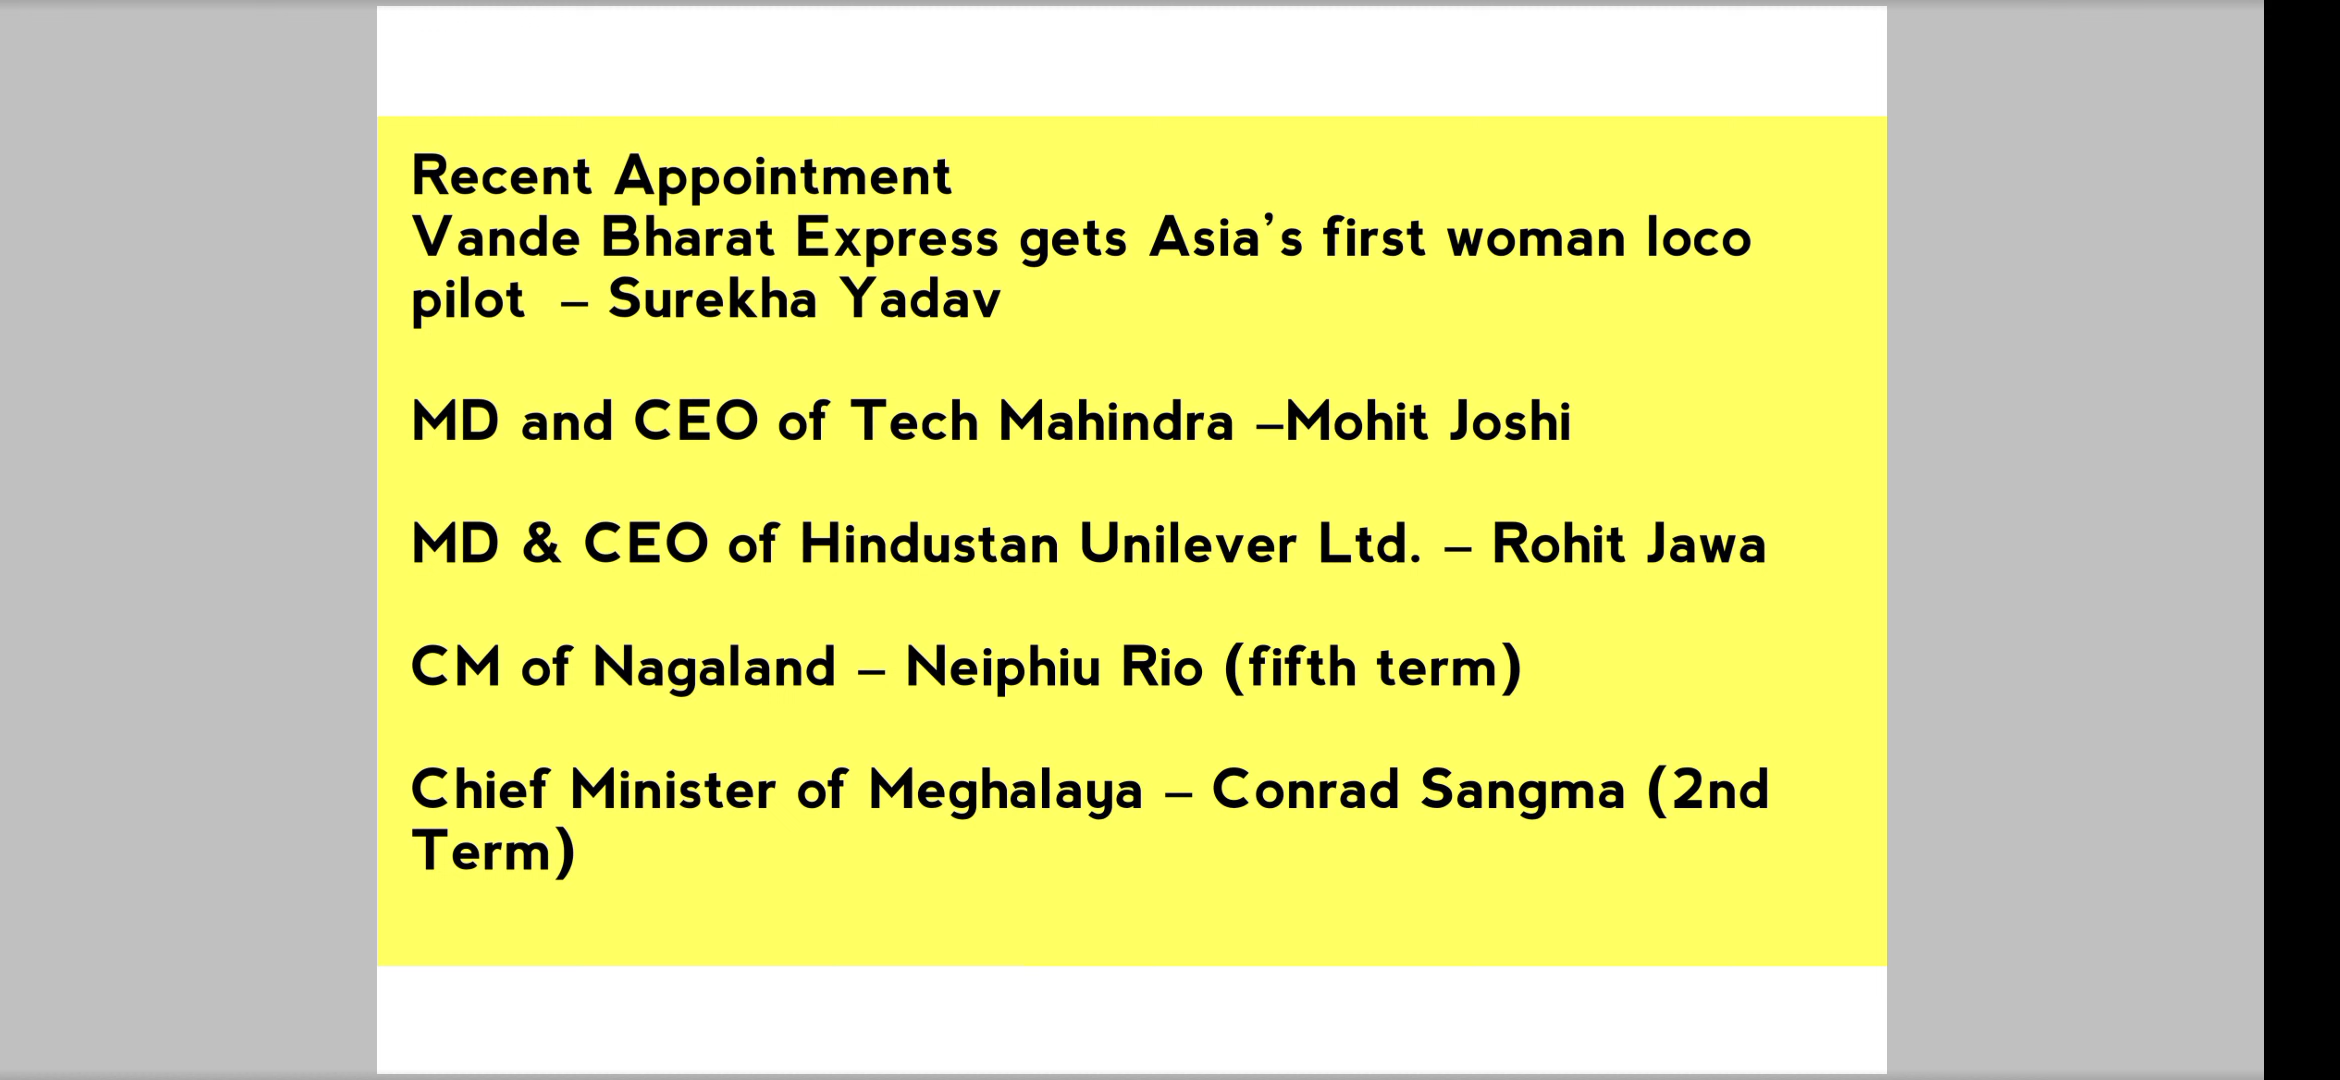 Recent Appointment
Vande Bharat Express gets Asia’s first woman loco
pilot  – Surekha Yadav
MD and CEO of Tech Mahindra –Mohit Joshi
MD & CEO of Hindustan Unilever Ltd. – Rohit Jawa
CM of Nagaland – Neiphiu Rio (fifth term)
Chief Minister of Meghalaya – Conrad Sangma (2nd
Term)